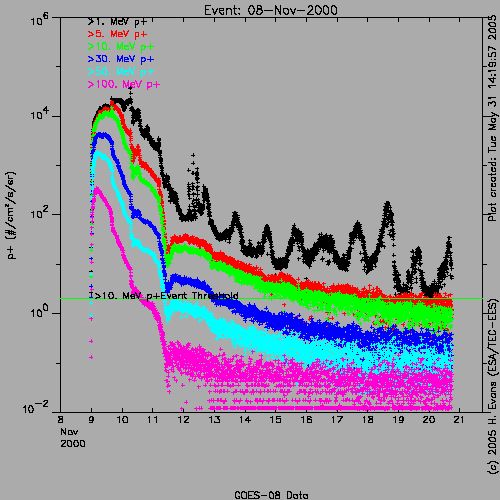 Event: 08-Nov-2000
>1. MeV p+
>5. MeV p+
>10. MeV p+
>30. MeV p+
>60. MeV p+
>100. MeV p+
10^6
10^4
10^2
10^0
10^-2
p+ (#/cm²/s/sr)
>10. MeV p+Event Threshold
8 9 10 11 12 13 14 15 16 17 18 19 20 21
Nov
2000
GOES-08 Data
Plot created: Tue May 31 14:19:57 2005
(c) 2005 H. Evans (ESA/TEC-EES)